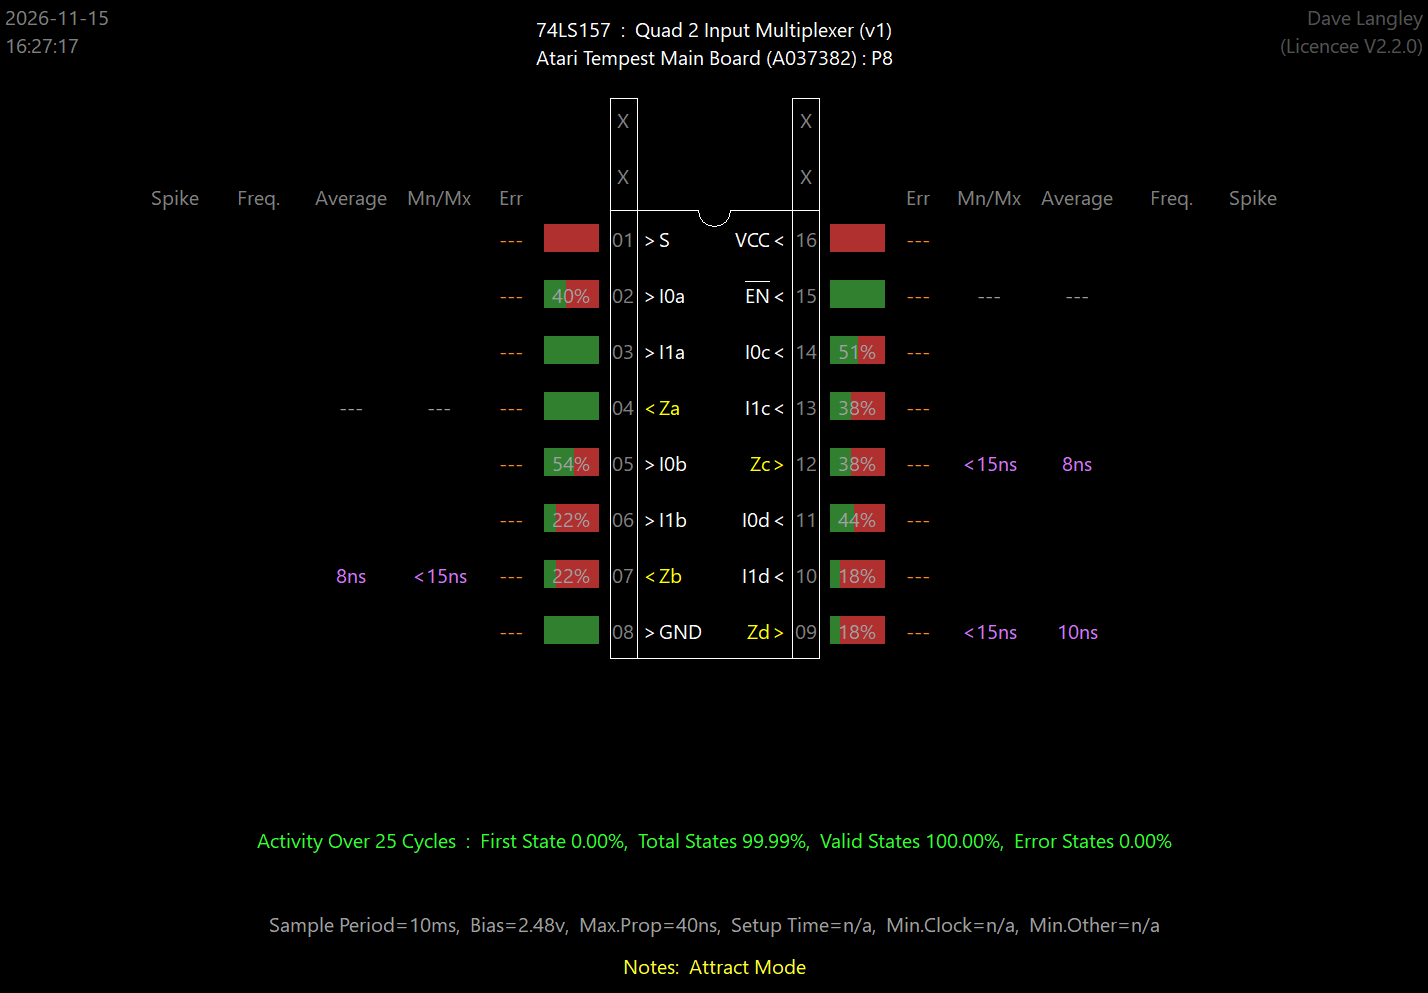 2026-11-15
16:27:17
74LS157 : Quad 2 Input Multiplexer (v1)
Atari Tempest Main Board (A037382) : P8
Dave Langley
(Licencee V2.2.0)
X X
X X
Spike Freq. Average Mn/Mx Err Err Mn/Mx Average Freq. Spike
--- 01 >S VCC< 16 ---
--- 40% 02 >I0a EN< 15 --- --- ---
--- 03 >I1a I0c< 14 51% ---
--- --- --- 04 <Za I1c< 13 38% ---
--- 54% 05 >I0b Zc> 12 38% --- <15ns 8ns
--- 22% 06 >I1b I0d< 11 44% ---
8ns <15ns --- 22% 07 <Zb I1d< 10 18% ---
--- 08 >GND Zd> 09 18% --- <15ns 10ns
Activity Over 25 Cycles : First State 0.00%, Total States 99.99%, Valid States 100.00%, Error States 0.00%
Sample Period=10ms, Bias=2.48v, Max.Prop=40ns, Setup Time=n/a, Min.Clock=n/a, Min.Other=n/a
Notes: Attract Mode